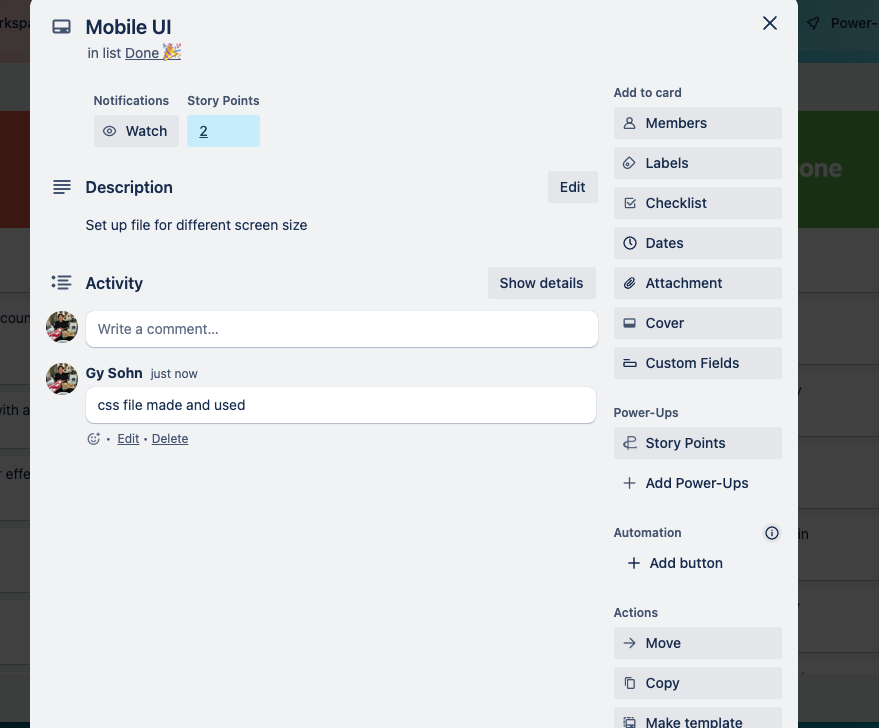 Mobile UI
in list Done 🎉
Notifications
Story Points
Watch
2
Description
Edit
Set up file for different screen size
Activity
Show details
Write a comment...
Gy Sohn just now
css file made and used
• Edit • Delete
Add to card
Members
Labels
Checklist
Dates
Attachment
Cover
Custom Fields
Power-Ups
Story Points
Add Power-Ups
Automation
Add button
Actions
Move
Copy
Make template
Power-
one
with a
in